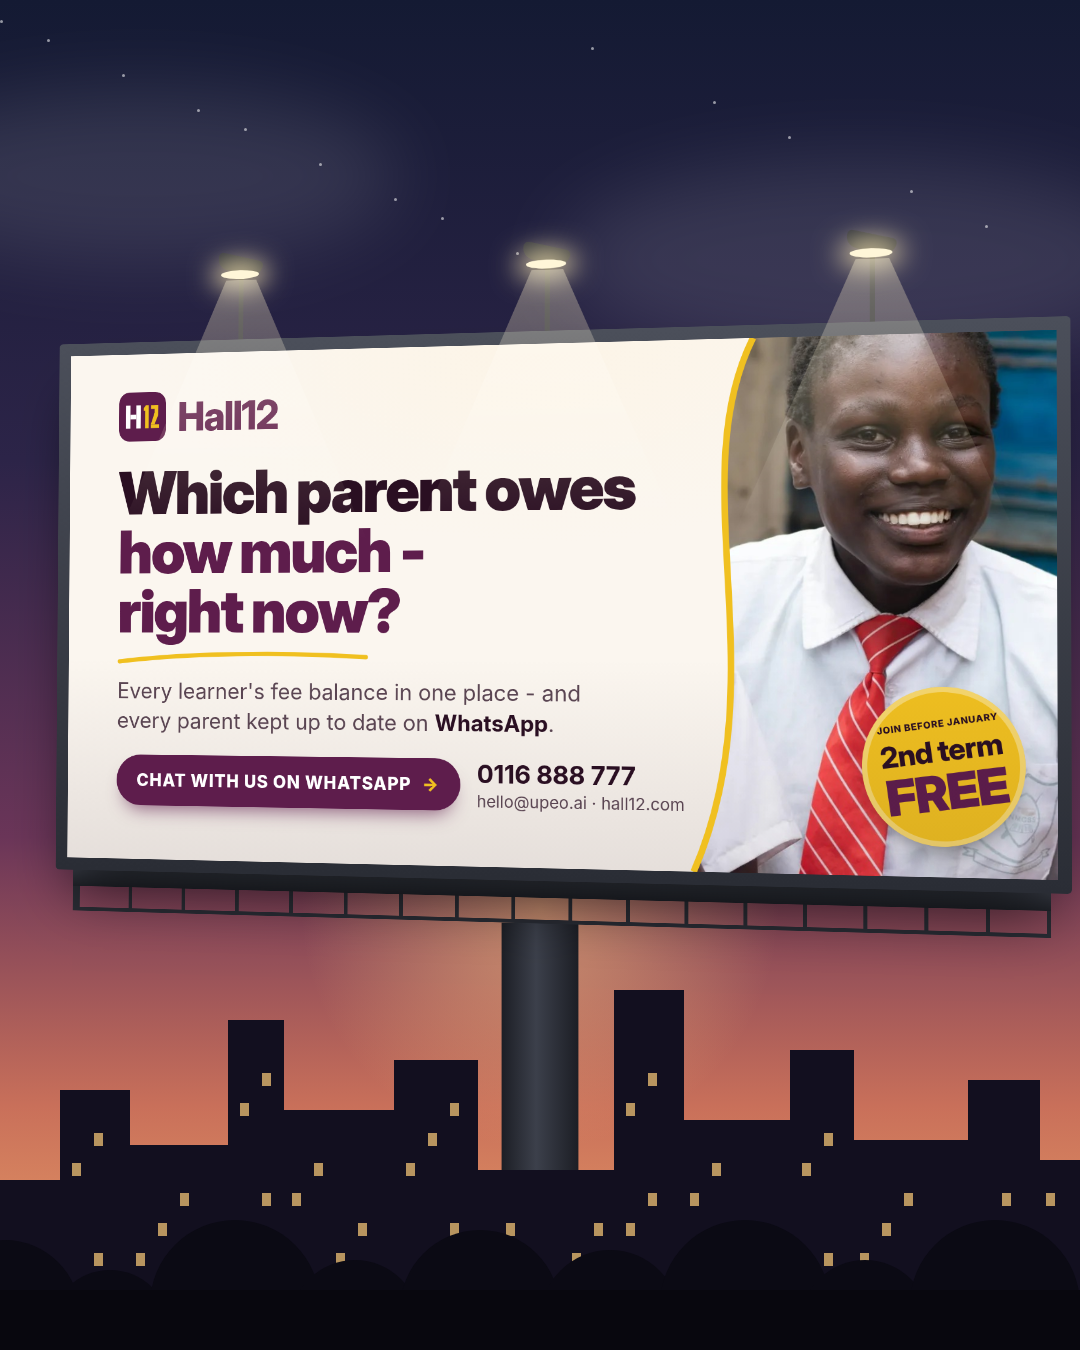 H12 Hall12
Which parent owes
how much -
right now?
Every learner's fee balance in one place - and
every parent kept up to date on WhatsApp.
CHAT WITH US ON WHATSAPP →
0116 888 777
hello@upeo.ai · hall12.com
JOIN BEFORE JANUARY
2nd term
FREE